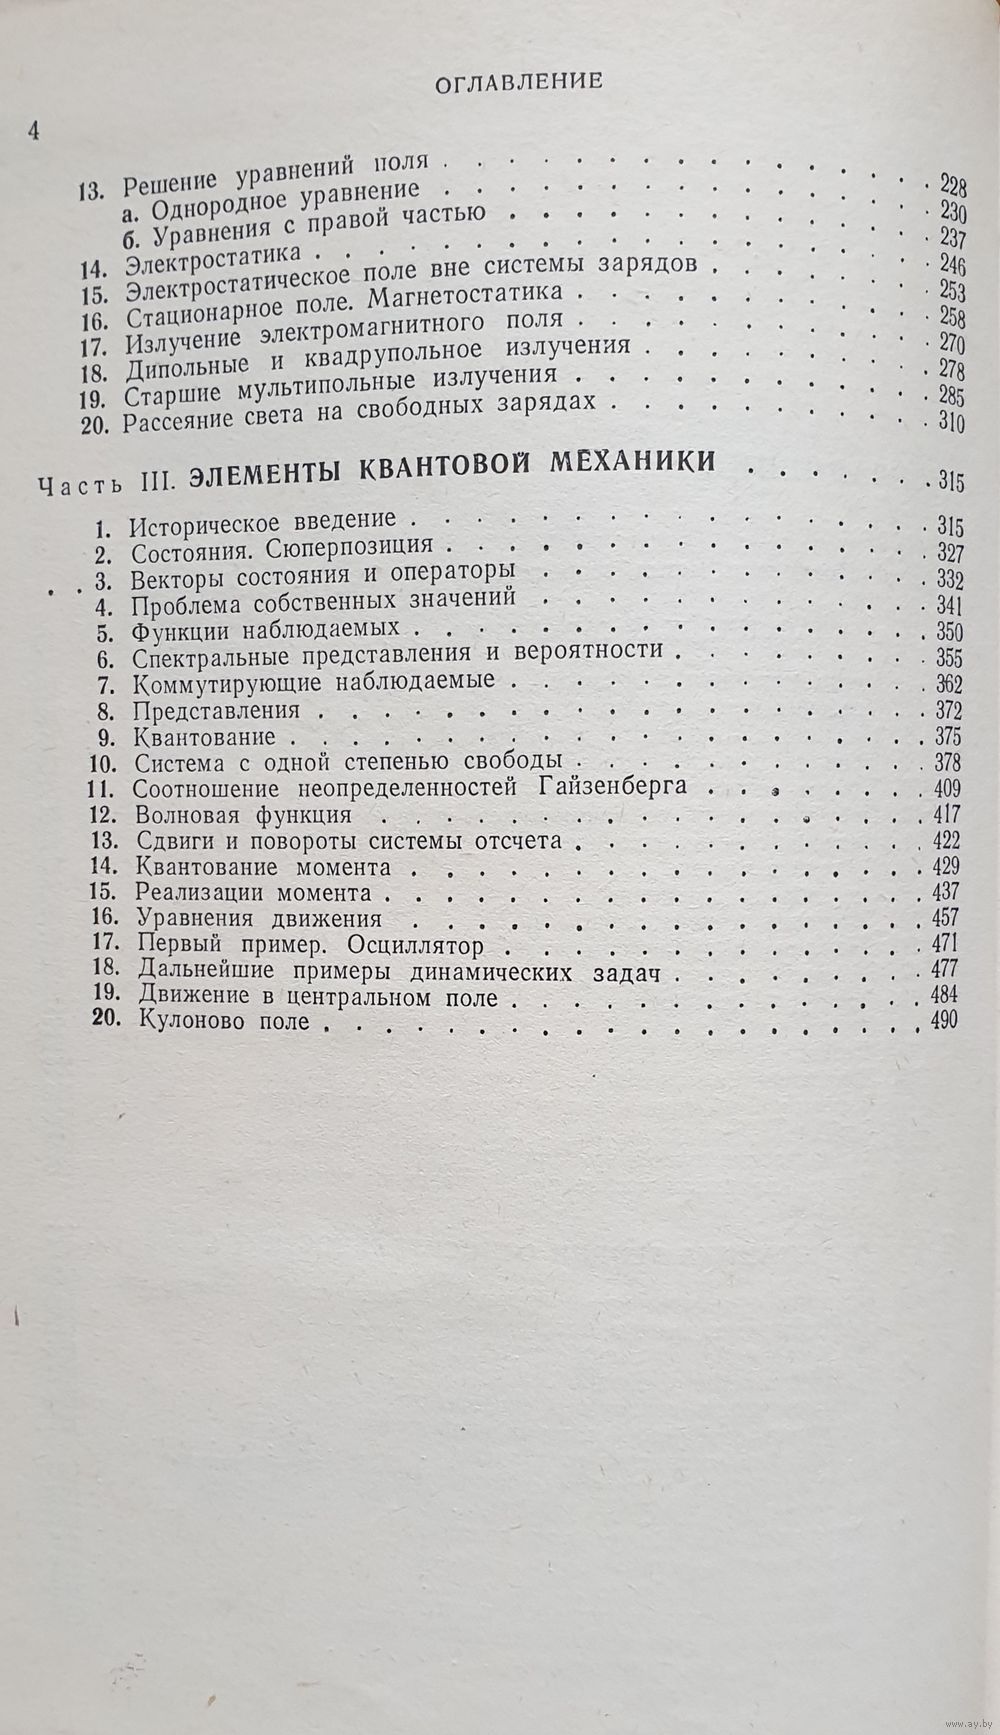 ОГЛАВЛЕНИЕ
4
13. Решение уравнений поля . . . . . . . . . . . . . . . 228
а. Однородное уравнение . . . . . . . . . . . . . . . 230
б. Уравнения с правой частью . . . . . . . . . . . . . 237
14. Электростатика . . . . . . . . . . . . . . . . . . . 246
15. Электростатическое поле вне системы зарядов . . . . . . . 253
16. Стационарное поле. Магнетостатика . . . . . . . . . . . 258
17. Излучение электромагнитного поля . . . . . . . . . . . 270
18. Дипольные и квадрупольное излучения . . . . . . . . . 278
19. Старшие мультипольные излучения . . . . . . . . . . . 285
20. Рассеяние света на свободных зарядах . . . . . . . . . . 310
Часть III. ЭЛЕМЕНТЫ КВАНТОВОЙ МЕХАНИКИ . . . . . . . 315
1. Историческое введение . . . . . . . . . . . . . . . . 315
2. Состояния. Сюперпозиция . . . . . . . . . . . . . . . 327
3. Векторы состояния и операторы . . . . . . . . . . . . 332
4. Проблема собственных значений . . . . . . . . . . . . 341
5. Функции наблюдаемых . . . . . . . . . . . . . . . . 350
6. Спектральные представления и вероятности . . . . . . . . 355
7. Коммутирующие наблюдаемые . . . . . . . . . . . . . 362
8. Представления . . . . . . . . . . . . . . . . . . . 372
9. Квантование . . . . . . . . . . . . . . . . . . . . 375
10. Система с одной степенью свободы . . . . . . . . . . . 378
11. Соотношение неопределенностей Гайзенберга . . . . . . . 409
12. Волновая функция . . . . . . . . . . . . . . . . . 417
13. Сдвиги и повороты системы отсчета . . . . . . . . . . . 422
14. Квантование момента . . . . . . . . . . . . . . . . 429
15. Реализации момента . . . . . . . . . . . . . . . . . 437
16. Уравнения движения . . . . . . . . . . . . . . . . 457
17. Первый пример. Осциллятор . . . . . . . . . . . . . 471
18. Дальнейшие примеры динамических задач . . . . . . . . 477
19. Движение в центральном поле . . . . . . . . . . . . . 484
20. Кулоново поле . . . . . . . . . . . . . . . . . . . 490
www.ay.by